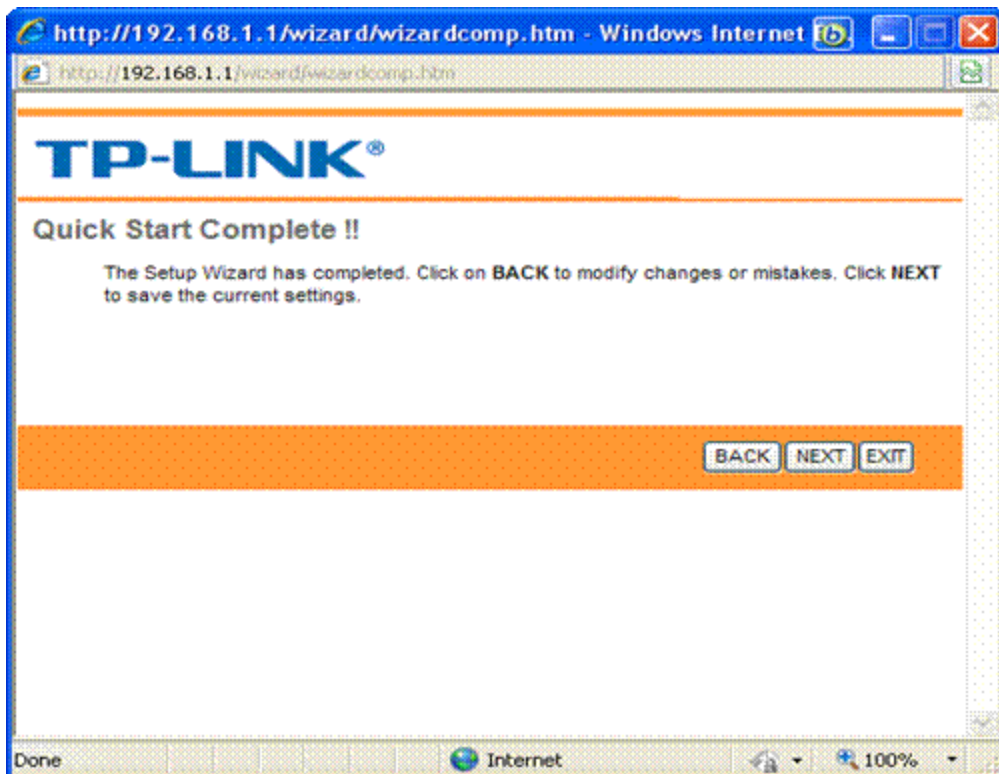 http://192.168.1.1/wizard/wizardcomp.htm - Windows Internet
http://192.168.1.1/wizard/wizardcomp.htm
TP-LINK®
Quick Start Complete !!
The Setup Wizard has completed. Click on BACK to modify changes or mistakes. Click NEXT
to save the current settings.
BACK NEXT EXIT
Done Internet 100%